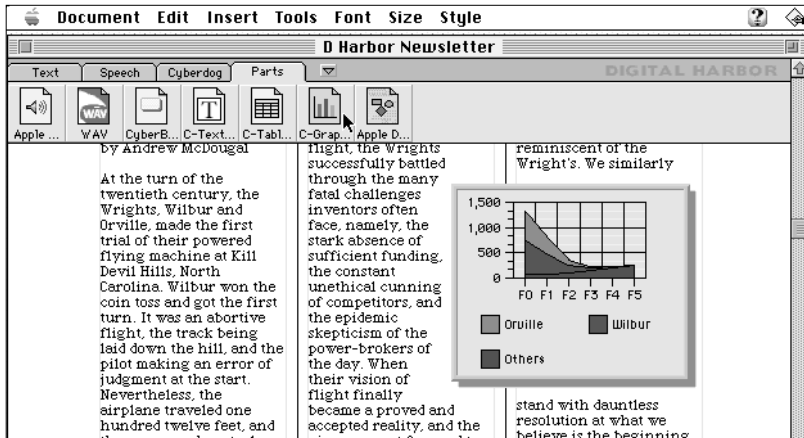 Document Edit Insert Tools Font Size Style
D Harbor Newsletter
Text Speech Cyberdog Parts
DIGITAL HARBOR
WAV
T
Apple ... WAV CyberB... C-Text... C-Tabl... C-Grap... Apple D...
by Andrew McDougal
At the turn of the
twentieth century, the
Wrights, Wilbur and
Orville, made the first
trial of their powered
flying machine at Kill
Devil Hills, North
Carolina. Wilbur won the
coin toss and got the first
turn. It was an abortive
flight, the track being
laid down the hill, and the
pilot making an error of
judgment at the start.
Nevertheless, the
airplane traveled one
hundred twelve feet, and
flight, the Wrights
successfully battled
through the many
fatal challenges
inventors often
face, namely, the
stark absence of
sufficient funding,
the constant
unethical cunning
of competitors, and
the epidemic
skepticism of the
power-brokers of
the day. When
their vision of
flight finally
became a proved and
accepted reality, and the
reminiscent of the
Wright's. We similarly
1,500
1,000
500
0
F0 F1 F2 F3 F4 F5
Orville Wilbur
Others
stand with dauntless
resolution at what we
believe is the beginning